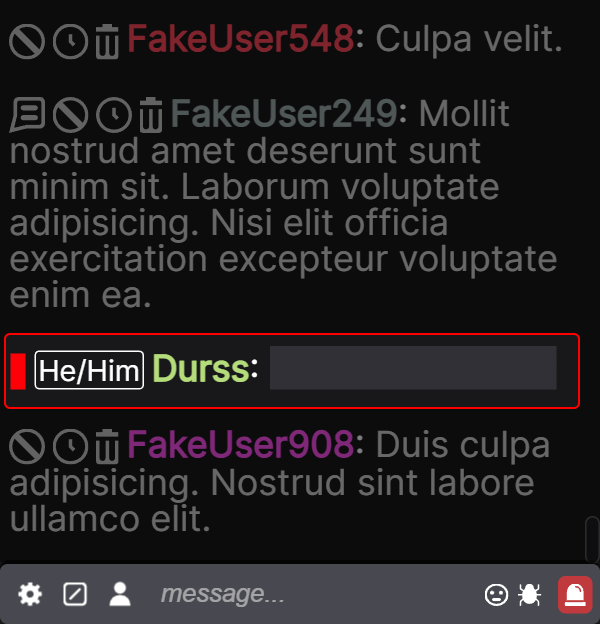 FakeUser548: Culpa velit.
FakeUser249: Mollit
nostrud amet deserunt sunt
minim sit. Laborum voluptate
adipisicing. Nisi elit officia
exercitation excepteur voluptate
enim ea.
He/Him Durss:
FakeUser908: Duis culpa
adipisicing. Nostrud sint labore
ullamco elit.
message...